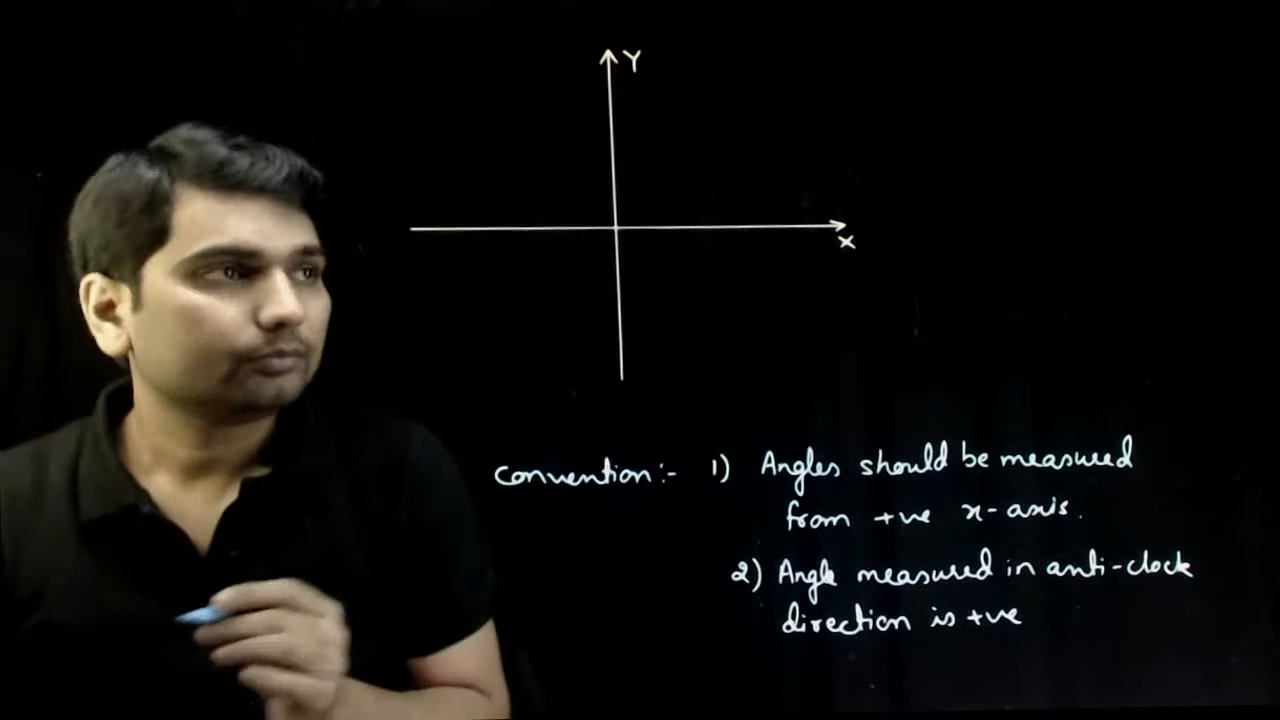 Y
X
Convention:- 1) Angles should be measured
from +ve x-axis.
2) Angle measured in anti-clock
direction is +ve